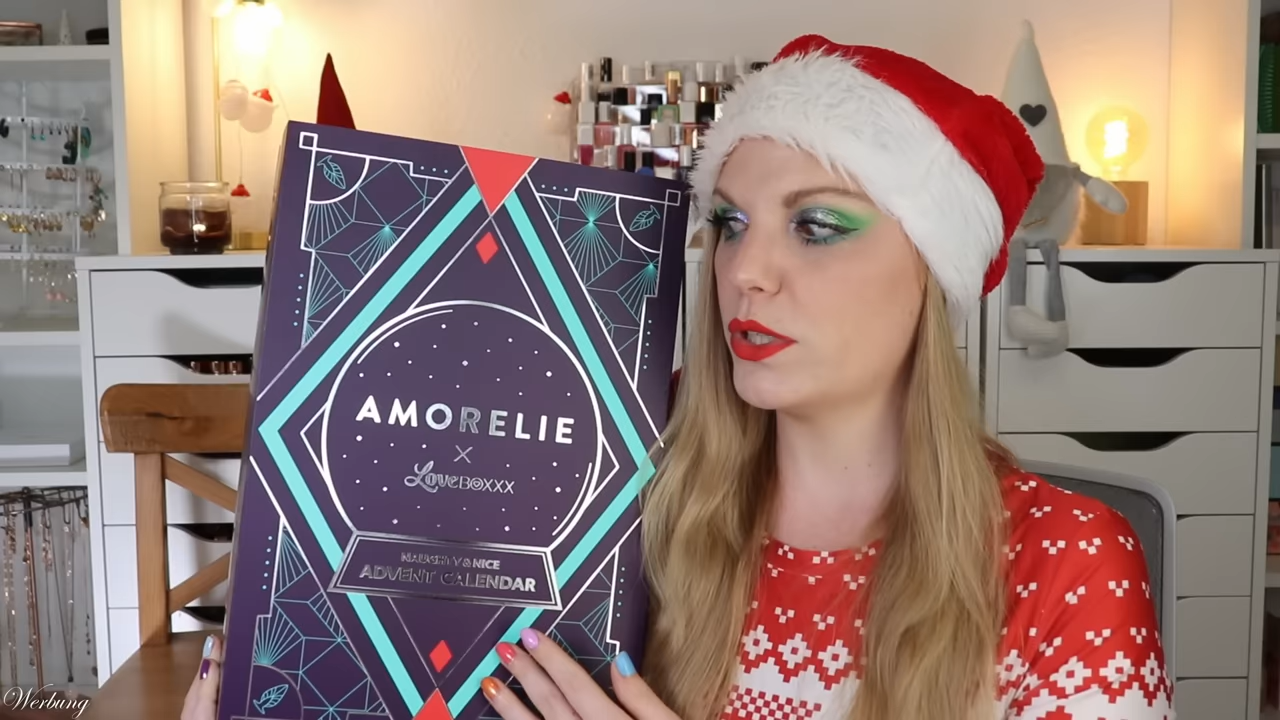 AMORELIE
X
LOVEBOXXX
NAUGHTY & NICE
ADVENT CALENDAR
Werbung